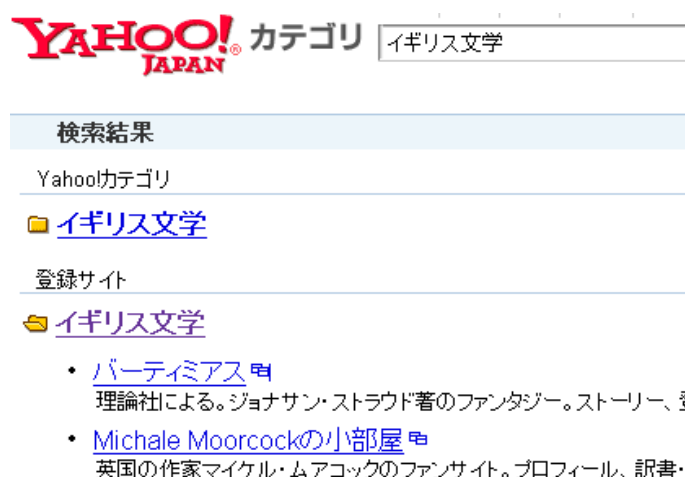 YAHOO! カテゴリ イギリス文学
JAPAN
検索結果
Yahoo!カテゴリ
イギリス文学
登録サイト
イギリス文学
・ バーティミアス
理論社による。ジョナサン・ストラウド著のファンタジー。ストーリー、
・ Michale Moorcockの小部屋
英国の作家マイケル・ムアコックのファンサイト。プロフィール、訳書・